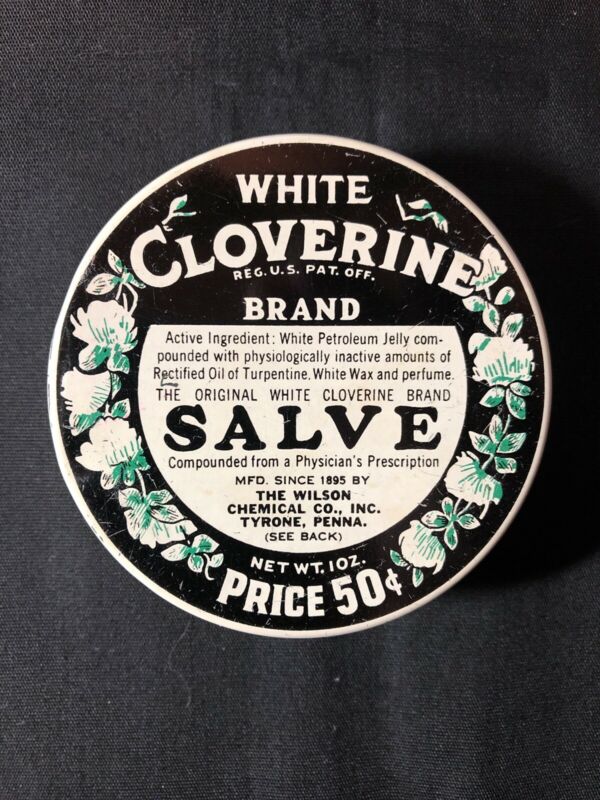 WHITE
CLOVERINE
REG. U.S. PAT. OFF.
BRAND
Active Ingredient: White Petroleum Jelly com-
pounded with physiologically inactive amounts of
Rectified Oil of Turpentine, White Wax and perfume.
THE ORIGINAL WHITE CLOVERINE BRAND
SALVE
Compounded from a Physician's Prescription
MFD. SINCE 1895 BY
THE WILSON
CHEMICAL CO., INC.
TYRONE, PENNA.
(SEE BACK)
NET WT. 1OZ.
PRICE 50¢